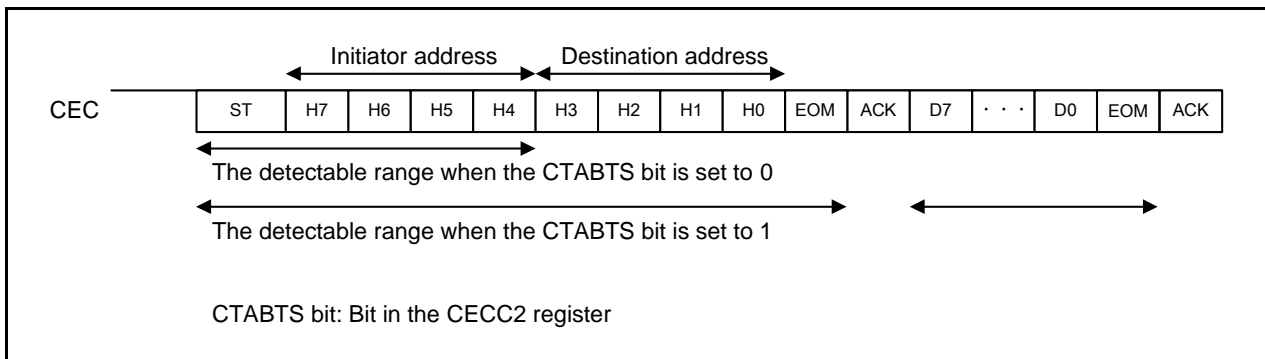 Initiator address Destination address
CEC ST H7 H6 H5 H4 H3 H2 H1 H0 EOM ACK D7 · · · D0 EOM ACK
The detectable range when the CTABTS bit is set to 0
The detectable range when the CTABTS bit is set to 1
CTABTS bit: Bit in the CECC2 register